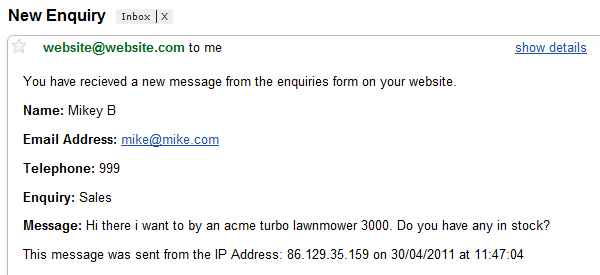 New Enquiry Inbox | X
website@website.com to me show details
You have recieved a new message from the enquiries form on your website.
Name: Mikey B
Email Address: mike@mike.com
Telephone: 999
Enquiry: Sales
Message: Hi there i want to by an acme turbo lawnmower 3000. Do you have any in stock?
This message was sent from the IP Address: 86.129.35.159 on 30/04/2011 at 11:47:04